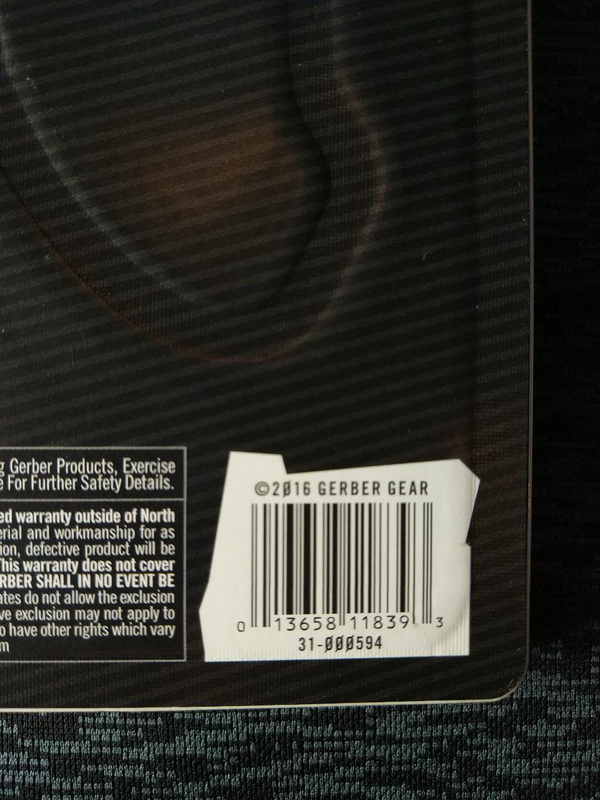 g Gerber Products, Exercise
e For Further Safety Details.
ed warranty outside of North
erial and workmanship for as
ion, defective product will be
This warranty does not cover
RBER SHALL IN NO EVENT BE
ates do not allow the exclusion
ve exclusion may not apply to
o have other rights which vary
m
©2016 GERBER GEAR
0 13658 11839 3
31-000594